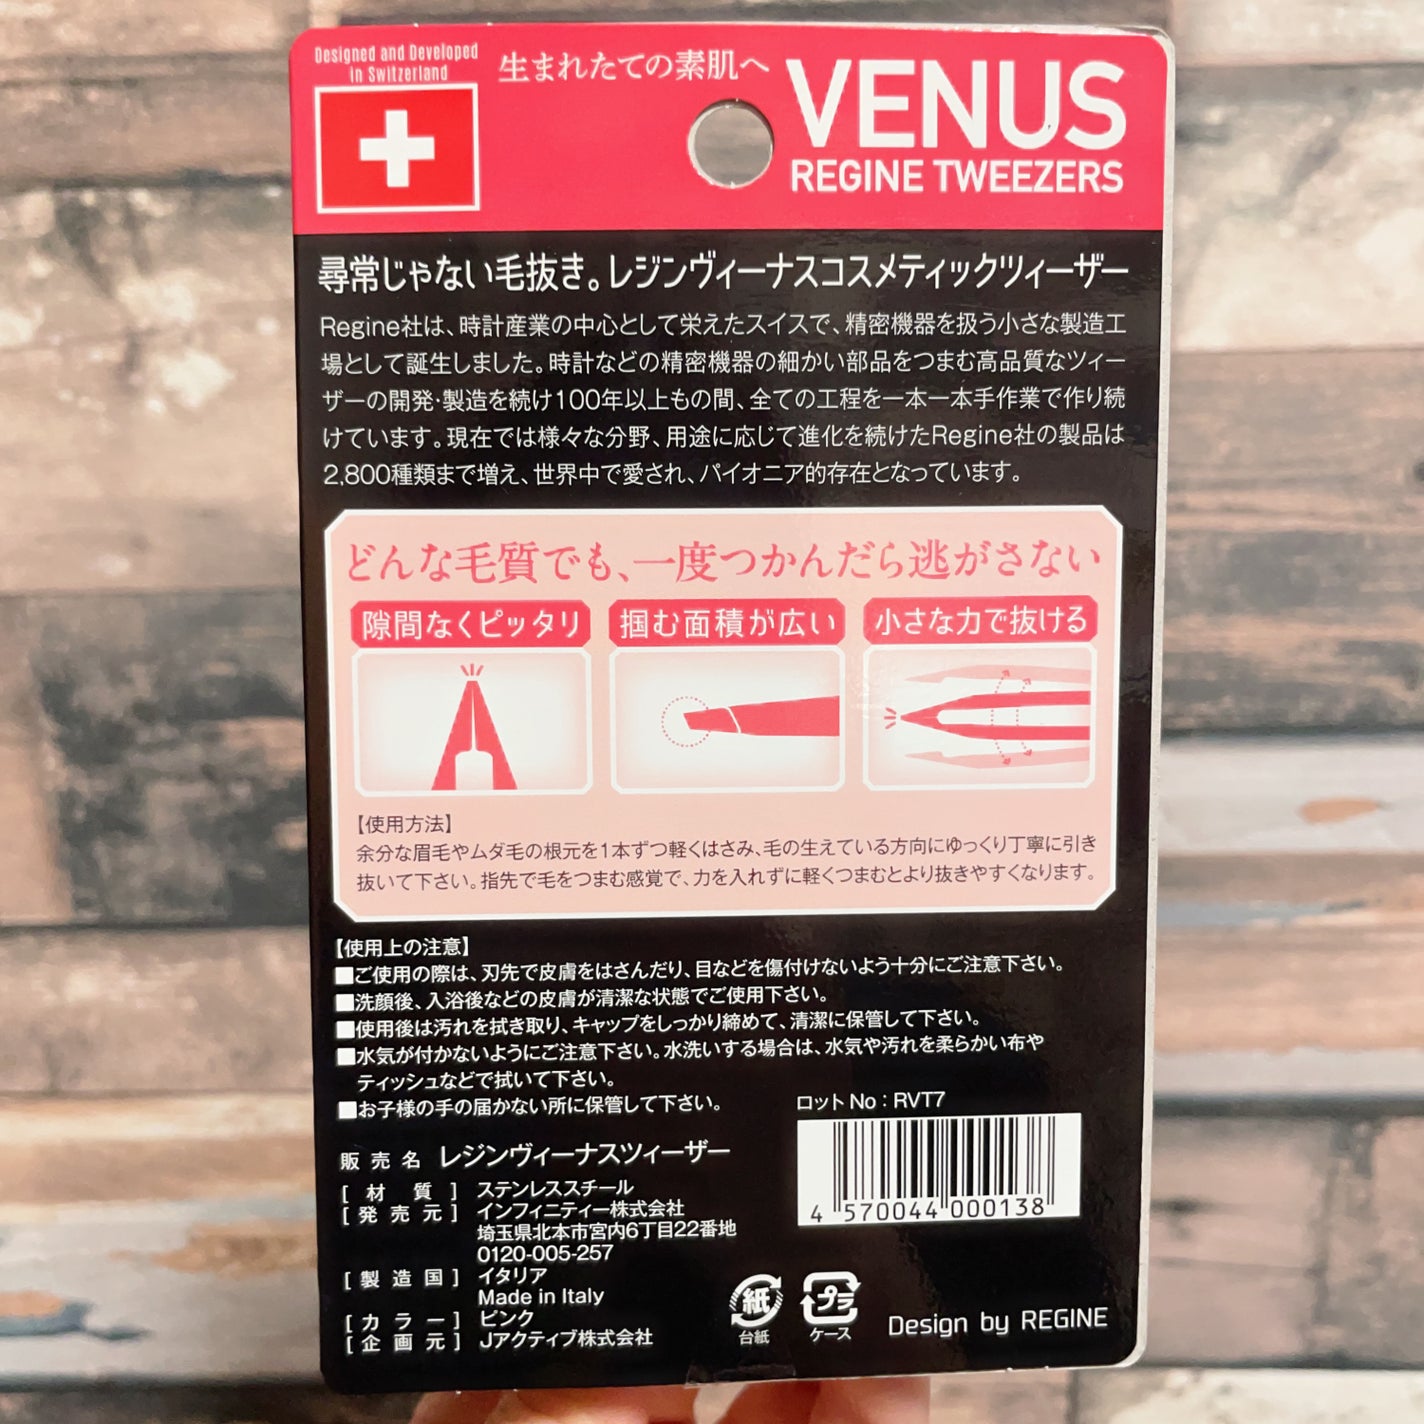 Designed and Developed
in Switzerland
生まれたての素肌へ
VENUS
REGINE TWEEZERS
尋常じゃない毛抜き。レジンヴィーナスコスメティックツィーザー
Regine社は、時計産業の中心として栄えたスイスで、精密機器を扱う小さな製造工
場として誕生しました。時計などの精密機器の細かい部品をつまむ高品質なツィー
ザーの開発・製造を続け100年以上もの間、全ての工程を一本一本手作業で作り続
けています。現在では様々な分野、用途に応じて進化を続けたRegine社の製品は
2,800種類まで増え、世界中で愛され、パイオニア的存在となっています。
どんな毛質でも、一度つかんだら逃がさない
隙間なくピッタリ
掴む面積が広い
小さな力で抜ける
【使用方法】
余分な眉毛やムダ毛の根元を1本ずつ軽くはさみ、毛の生えている方向にゆっくり丁寧に引き
抜いて下さい。指先で毛をつまむ感覚で、力を入れずに軽くつまむとより抜きやすくなります。
【使用上の注意】
■ご使用の際は、刃先で皮膚をはさんだり、目などを傷付けないよう十分にご注意下さい。
■洗顔後、入浴後などの皮膚が清潔な状態でご使用下さい。
■使用後は汚れを拭き取り、キャップをしっかり締めて、清潔に保管して下さい。
■水気が付かないようにご注意下さい。水洗いする場合は、水気や汚れを柔らかい布や
ティッシュなどで拭いて下さい。
■お子様の手の届かない所に保管して下さい。
ロットNo：RVT7
販売名 レジンヴィーナスツィーザー
[材質] ステンレススチール
[発売元] インフィニティー株式会社
埼玉県北本市宮内6丁目22番地
0120-005-257
[製造国] イタリア
Made in Italy
[カラー] ピンク
[企画元] Jアクティブ株式会社
4 570044 000138
紙
台紙
プラ
ケース
Design by REGINE